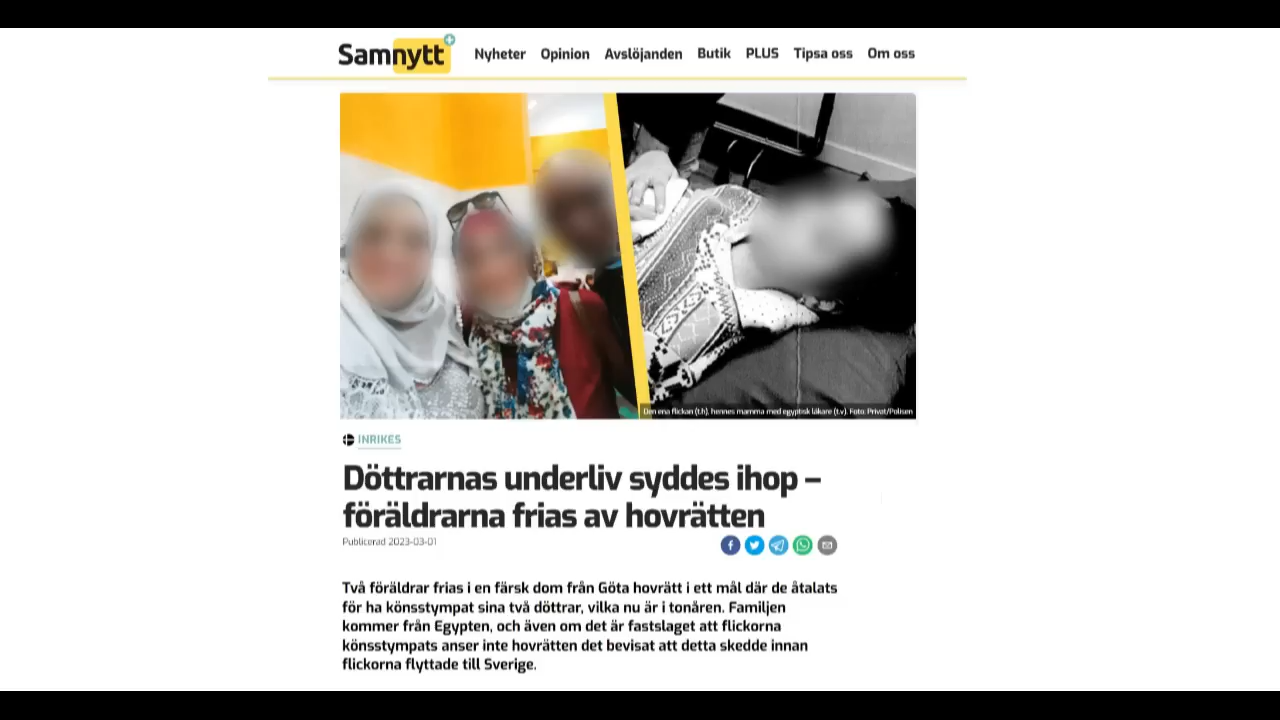 Samnytt +
Nyheter Opinion Avslöjanden Butik PLUS Tipsa oss Om oss
Den ena flickan (t.h), hennes mamma med egyptisk läkare (t.v). Foto: Privat/Polisen
INRIKES
Döttrarnas underliv syddes ihop –
föräldrarna frias av hovrätten
Publicerad 2023-03-01
Två föräldrar frias i en färsk dom från Göta hovrätt i ett mål där de åtalats
för ha könsstympat sina två döttrar, vilka nu är i tonåren. Familjen
kommer från Egypten, och även om det är fastslaget att flickorna
könsstympats anser inte hovrätten det bevisat att detta skedde innan
flickorna flyttade till Sverige.